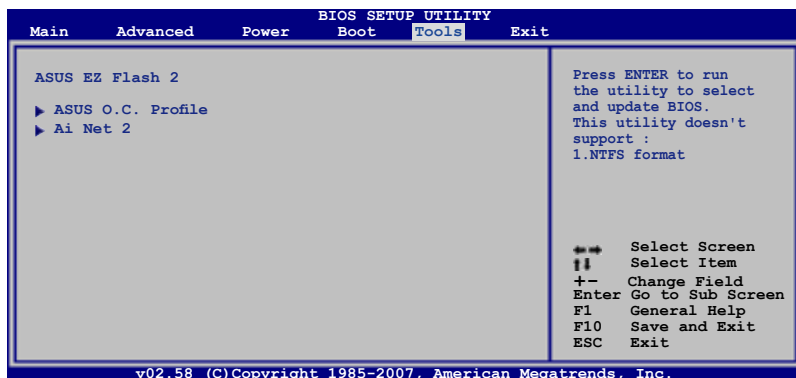 BIOS SETUP UTILITY
Main Advanced Power Boot Tools Exit
ASUS EZ Flash 2
ASUS O.C. Profile
Ai Net 2
Press ENTER to run
the utility to select
and update BIOS.
This utility doesn't
support :
1.NTFS format
Select Screen
Select Item
+- Change Field
Enter Go to Sub Screen
F1 General Help
F10 Save and Exit
ESC Exit
v02.58 (C)Copyright 1985-2007, American Megatrends, Inc.